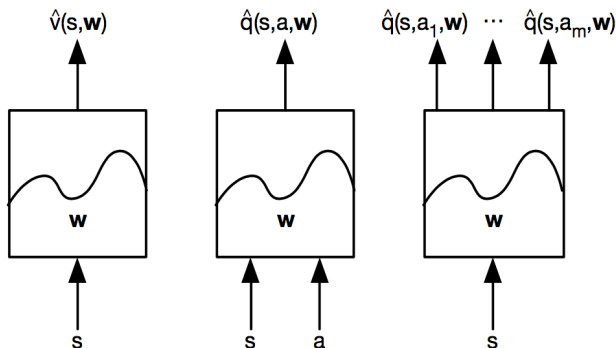 v̂(s,w) q̂(s,a,w) q̂(s,a₁,w) ··· q̂(s,aₘ,w)
w w w
s s a s